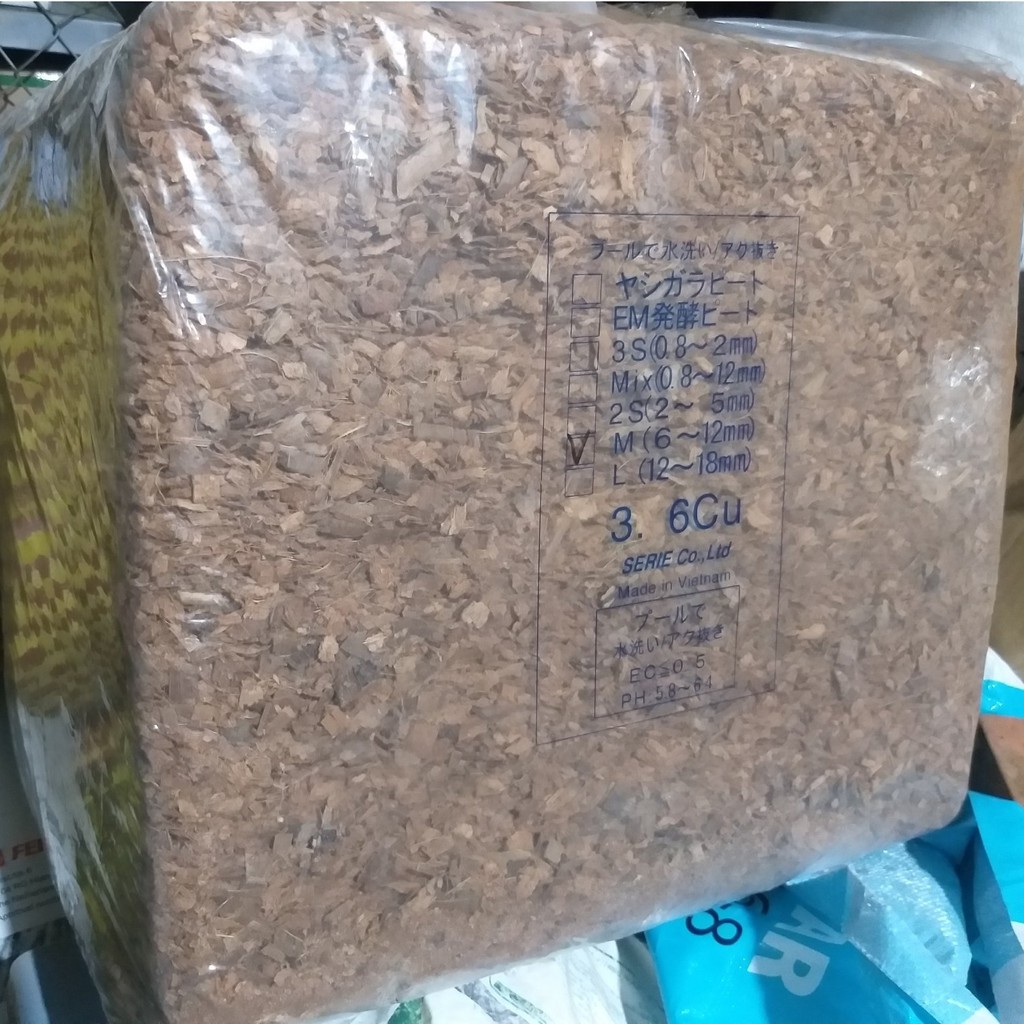 プールで水洗い/アク抜き
ヤシガラピート
EM発酵ピート
3S(0.8～2mm)
Mix(0.8～12mm)
2S(2～ 5mm)
M(6～12mm)
L(12～18mm)
3. 6Cu
SERIE Co.,Ltd
Made in Vietnam
プールで
水洗い/アク抜き
EC≦0.5
PH 5.8～6.4
AR